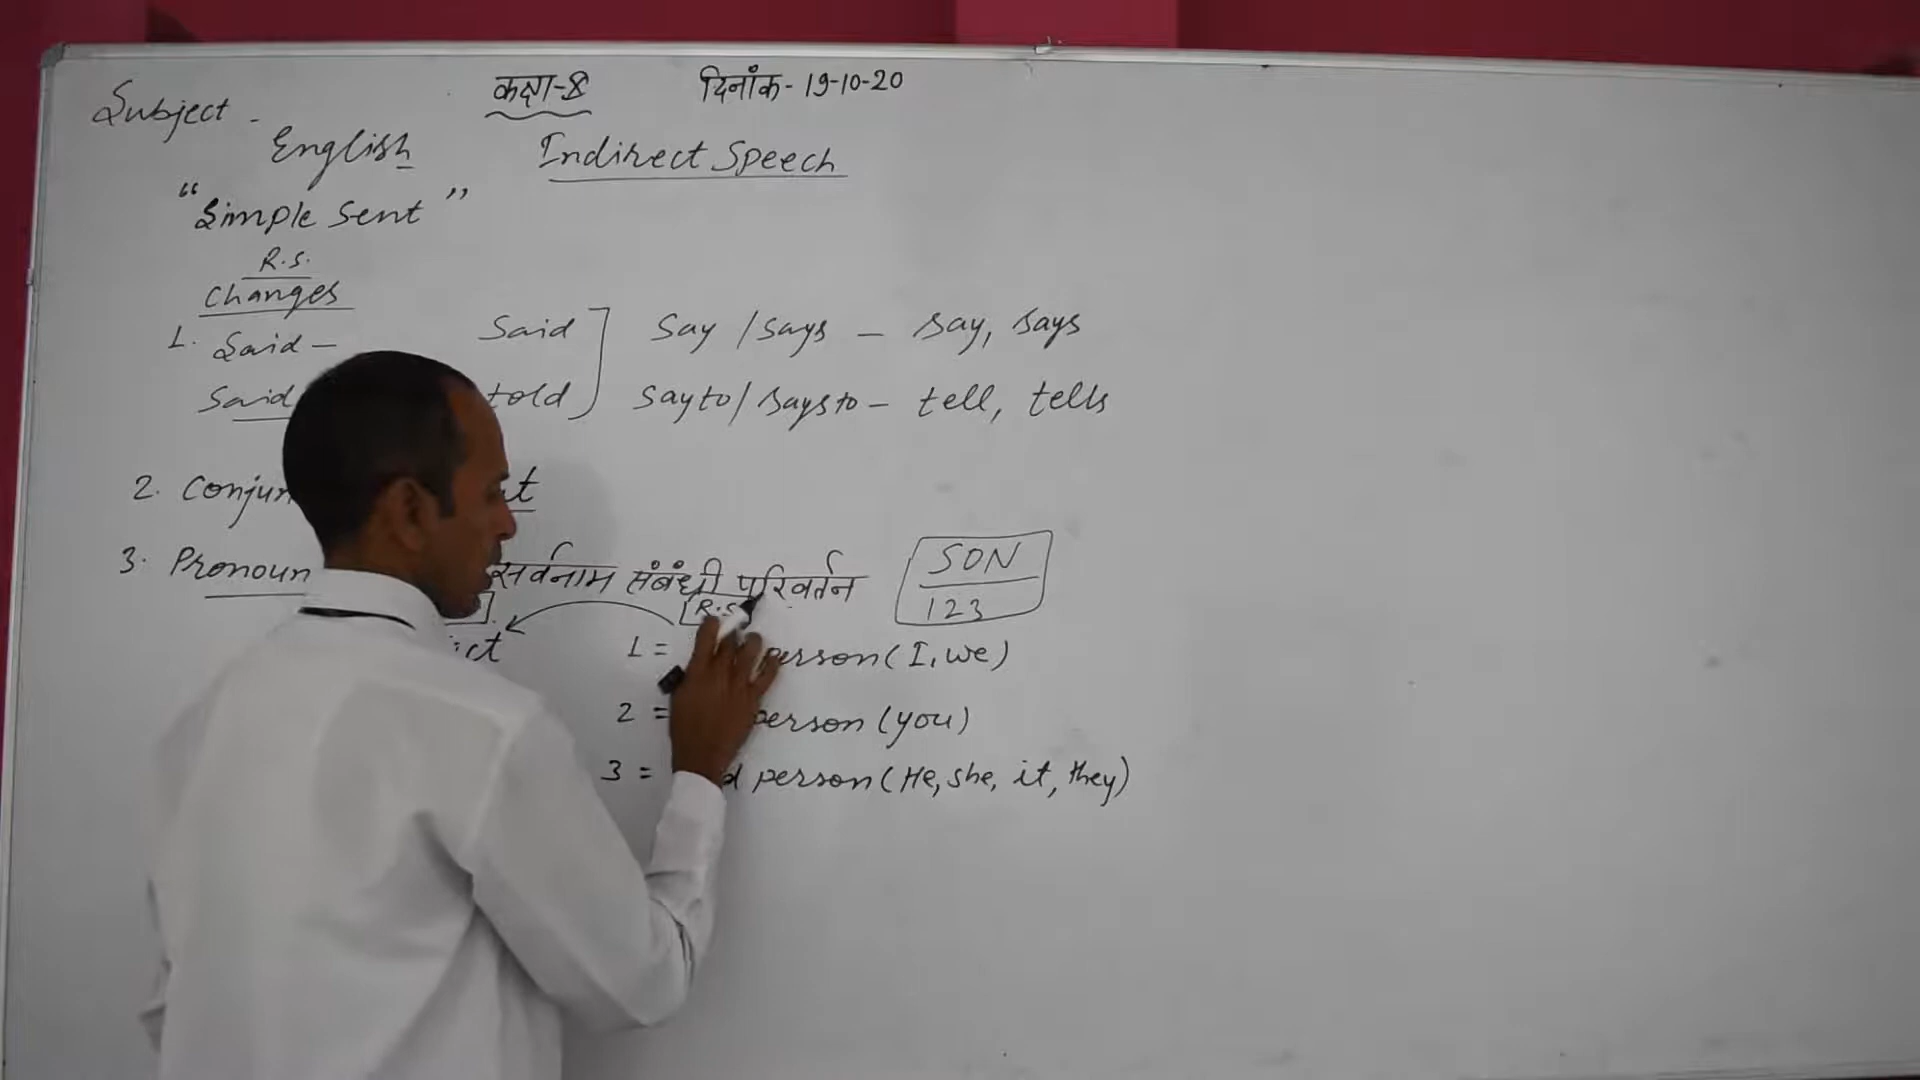 Subject -
कक्षा-8
दिनांक- 19-10-20
English
Indirect Speech
"Simple Sent"
R.S.
Changes
1. Said – Said ] Say / Says – Say, Says
Said told ] Say to / Says to – tell, tells
2.
3. Pronoun सर्वनाम संबंधी परिवर्तन
SON
123
R.S
1 = person (I, we)
2 = person (you)
3 = person (He, she, it, they)